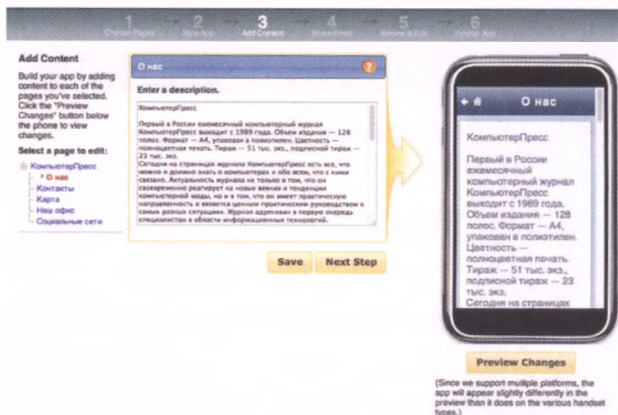 1 2 3 4 5 6
Choose Pages Style App Add Content Share Email Review & Edit
Add Content
Build your app by adding
content to each of the
pages you've selected.
Click the "Preview
Changes" button below
the phone to view
changes.
Select a page to edit:
КомпьютерПресс
О нас
Контакты
Карта
Наш офис
Социальные сети
О нас
?
Enter a description.
КомпьютерПресс
Первый в России ежемесячный компьютерный журнал
КомпьютерПресс выходит с 1989 года. Объем издания — 128
полос. Формат — А4, упакован в полиэтилен. Цветность —
полноцветная печать. Тираж — 51 тыс. экз., подписной тираж —
23 тыс. экз.
Сегодня на страницах журнала КомпьютерПресс есть все, что
можно и должно знать о компьютерах и обо всем, что с ними
связано. Актуальность журнала не только в том, что он
своевременно реагирует на новые веяния и тенденции
компьютерной моды, но и в том, что он имеет практическую
направленность и является ценным практическим руководством в
самых разных ситуациях. Журнал адресован в первую очередь
специалистам в области информационных технологий.
Save Next Step
О нас
КомпьютерПресс
Первый в России
ежемесячный
компьютерный журнал
КомпьютерПресс
выходит с 1989 года.
Объем издания — 128
полос. Формат — А4,
упакован в полиэтилен.
Цветность —
полноцветная печать.
Тираж — 51 тыс. экз.,
подписной тираж — 23
тыс. экз.
Сегодня на страницах
Preview Changes
(Since we support multiple platforms, the
app will appear slightly differently in the
preview than it does on the various handset
types.)